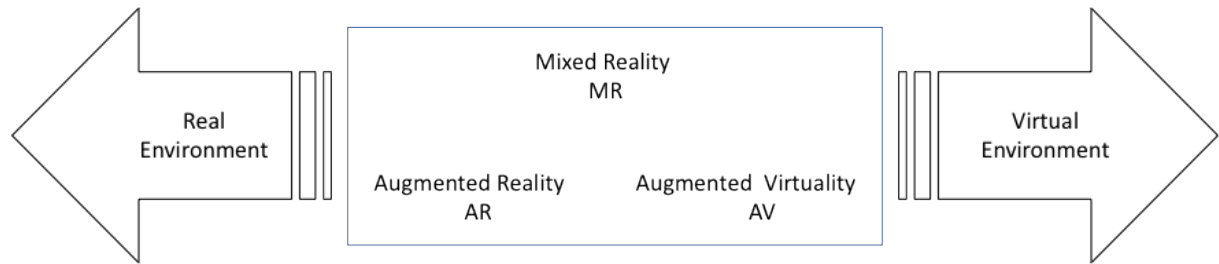 Mixed Reality
MR
Real
Environment
Virtual
Environment
Augmented Reality
AR
Augmented Virtuality
AV